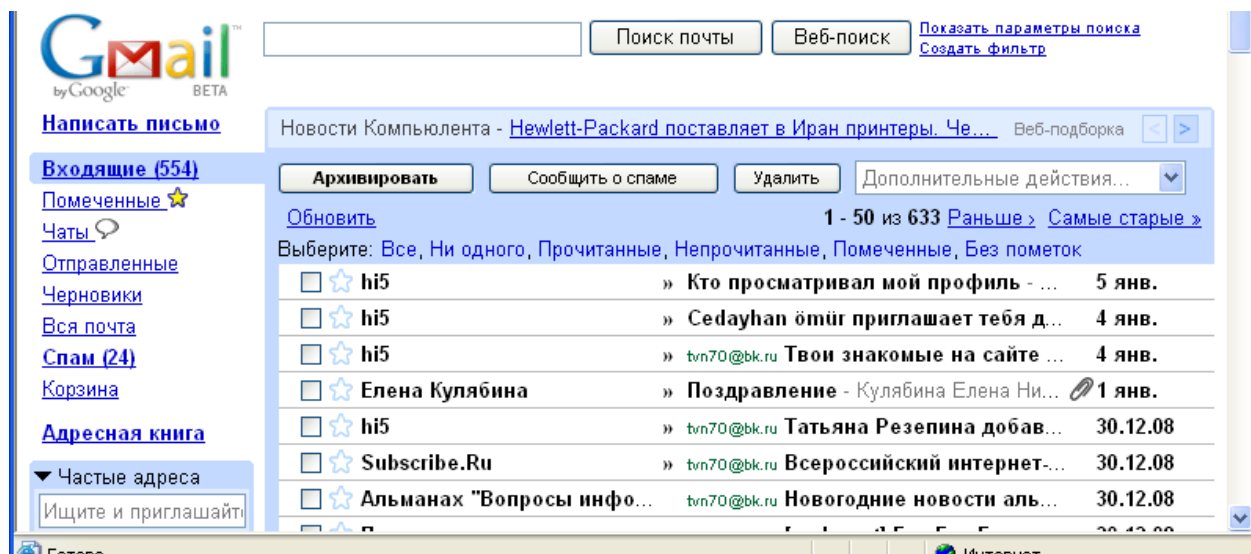 Gmail™
by Google BETA
Поиск почты Веб-поиск Показать параметры поиска
Создать фильтр
Написать письмо
Новости Компьюлента - Hewlett-Packard поставляет в Иран принтеры. Че... Веб-подборка < >
Входящие (554)
Помеченные
Чаты
Отправленные
Черновики
Вся почта
Спам (24)
Корзина
Адресная книга
Частые адреса
Ищите и приглашайт
Архивировать Сообщить о спаме Удалить Дополнительные действия...
Обновить 1 - 50 из 633 Раньше › Самые старые »
Выберите: Все, Ни одного, Прочитанные, Непрочитанные, Помеченные, Без пометок
hi5 » Кто просматривал мой профиль - ... 5 янв.
hi5 » Cedayhan ömür приглашает тебя д... 4 янв.
hi5 » tvn70@bk.ru Твои знакомые на сайте ... 4 янв.
Елена Кулябина » Поздравление - Кулябина Елена Ни... 1 янв.
hi5 » tvn70@bk.ru Татьяна Резепина добав... 30.12.08
Subscribe.Ru » tvn70@bk.ru Всероссийский интернет-... 30.12.08
Альманах "Вопросы инфо... tvn70@bk.ru Новогодние новости аль... 30.12.08
Готово Интернет